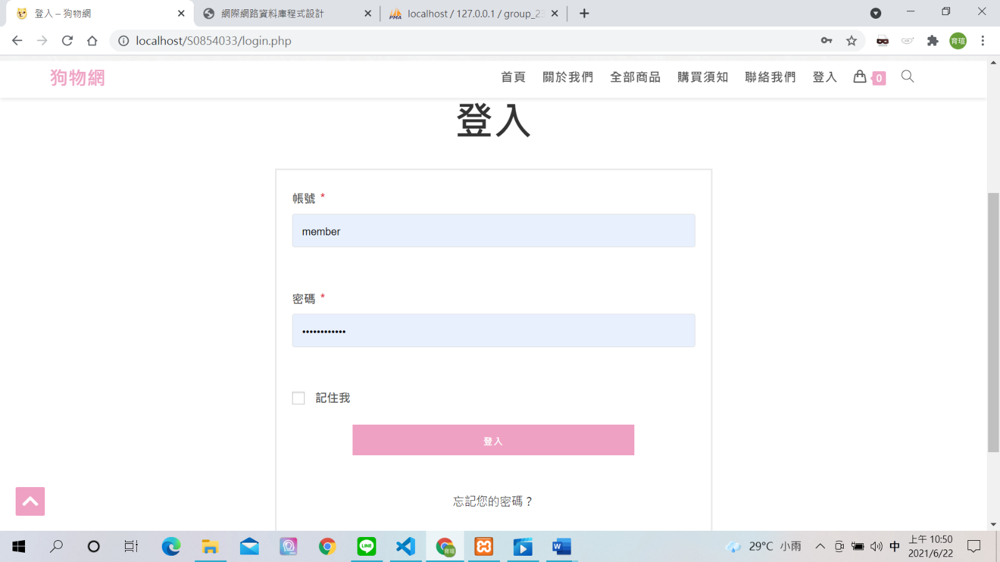 登入 – 狗物網
網際網路資料庫程式設計
localhost / 127.0.0.1 / group_23
localhost/S0854033/login.php
育瑄
狗物網
首頁 關於我們 全部商品 購買須知 聯絡我們 登入 0
登入
帳號 *
member
密碼 *
••••••••••••
記住我
登入
忘記您的密碼？
29°C 小雨
中
上午 10:50
2021/6/22